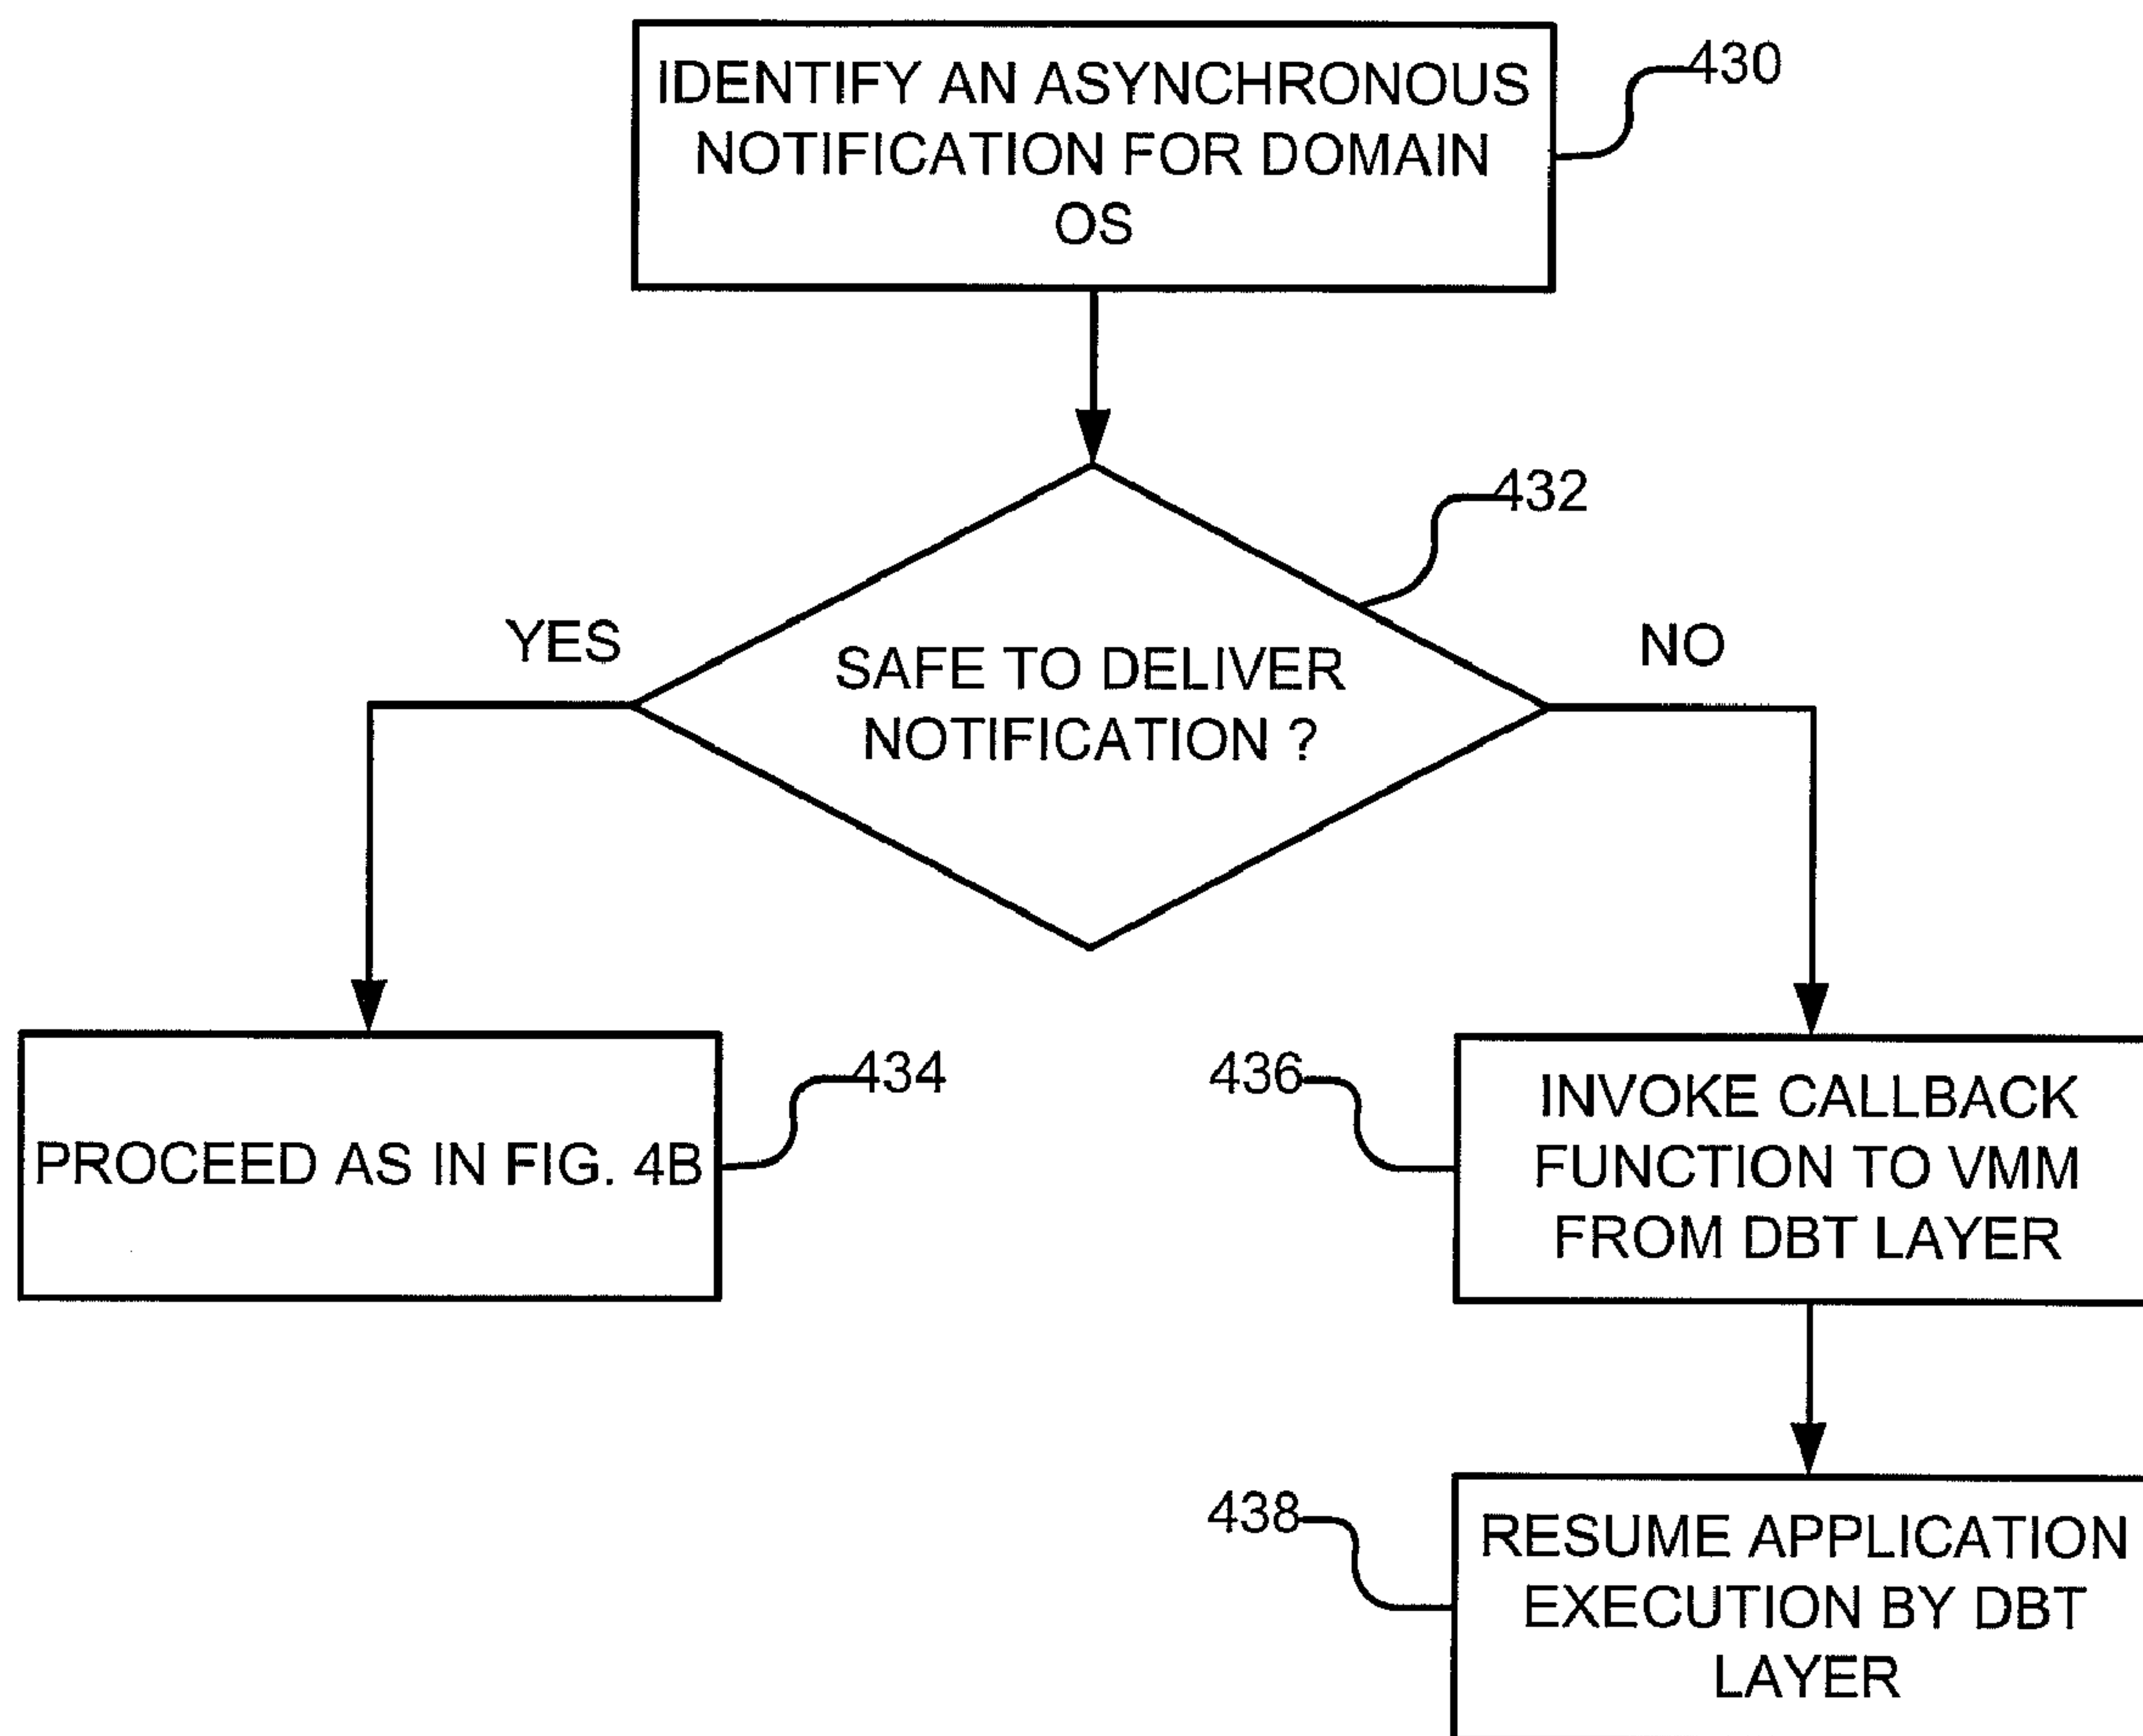 IDENTIFY AN ASYNCHRONOUS
NOTIFICATION FOR DOMAIN
OS
430
432
YES
NO
SAFE TO DELIVER
NOTIFICATION ?
PROCEED AS IN FIG. 4B
434
436
INVOKE CALLBACK
FUNCTION TO VMM
FROM DBT LAYER
438
RESUME APPLICATION
EXECUTION BY DBT
LAYER